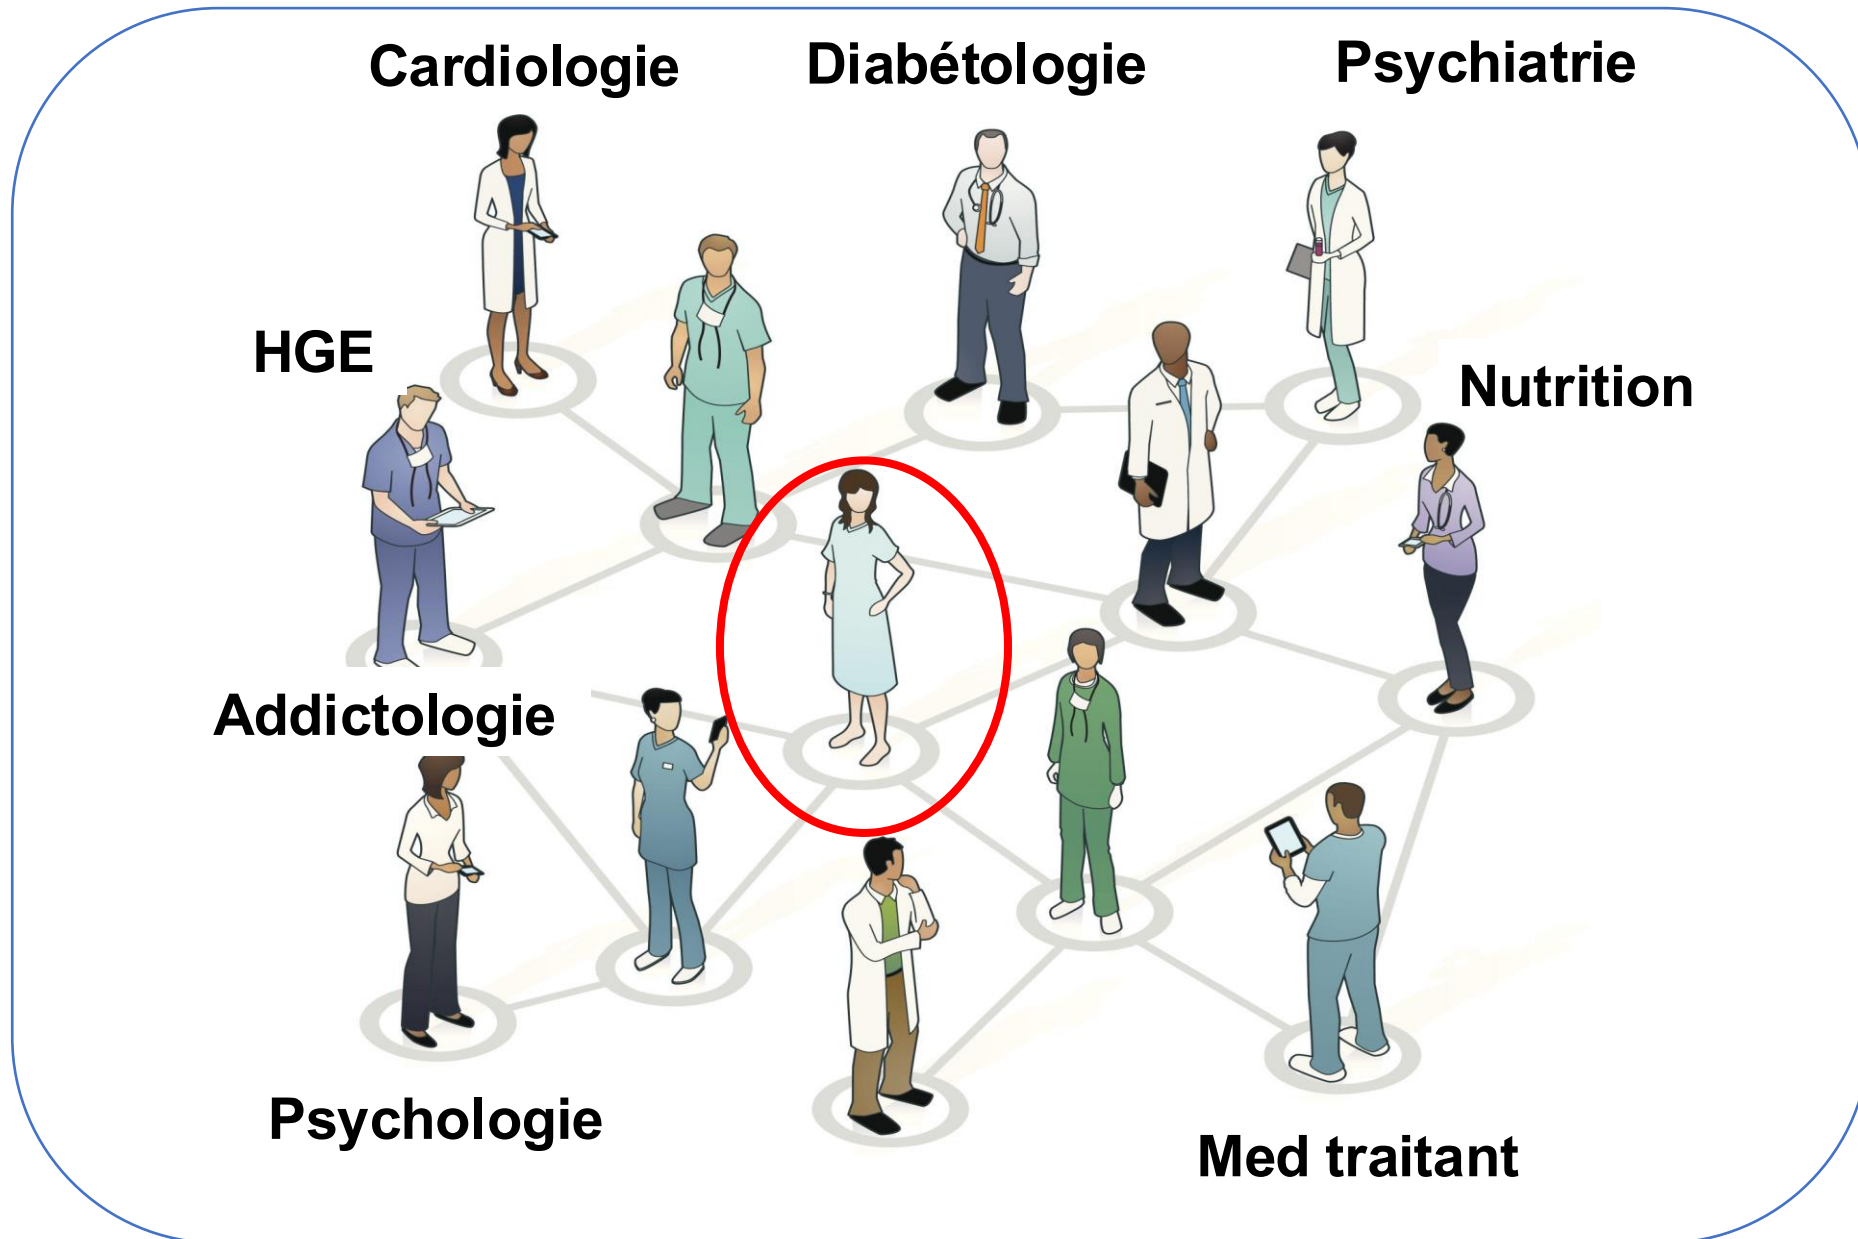 Cardiologie
Diabétologie
Psychiatrie
HGE
Nutrition
Addictologie
Psychologie
Med traitant